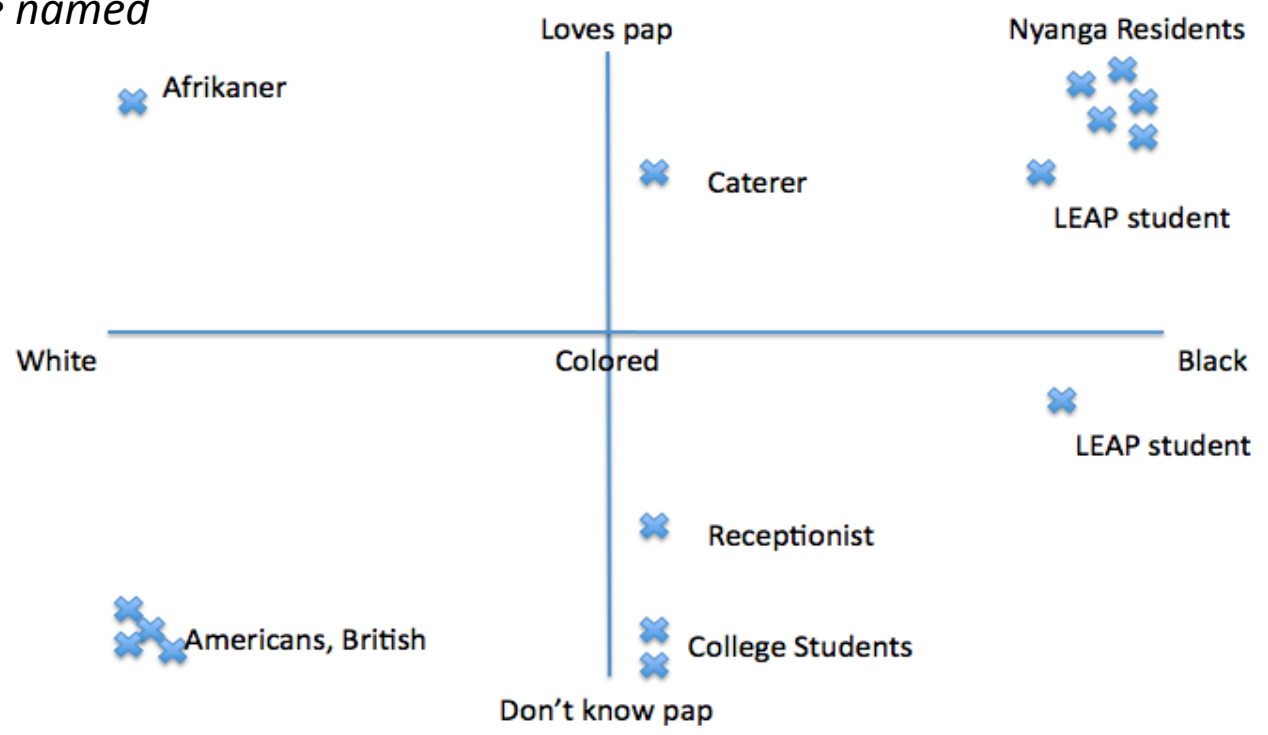 named
Loves pap
Nyanga Residents
Afrikaner
Caterer
LEAP student
White
Colored
Black
LEAP student
Receptionist
Americans, British
College Students
Don't know pap